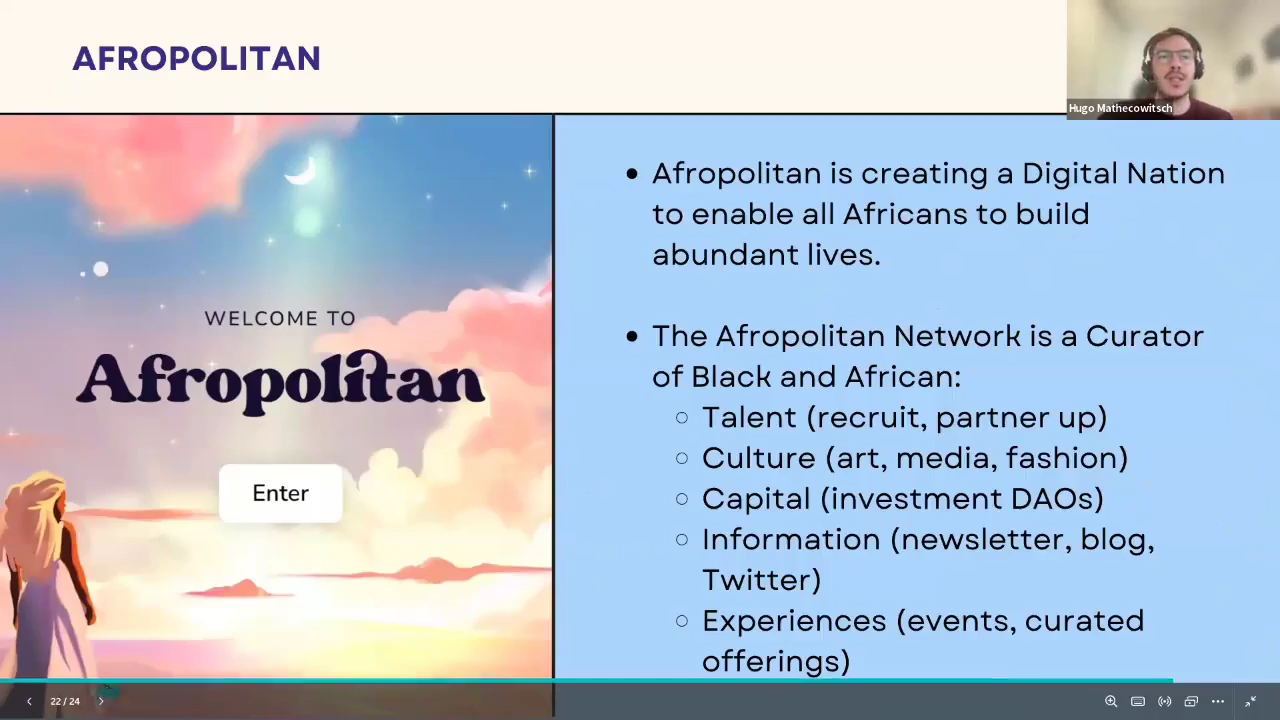 AFROPOLITAN
Hugo Mathecowitsch
WELCOME TO
Afropolitan
Enter
• Afropolitan is creating a Digital Nation
to enable all Africans to build
abundant lives.
• The Afropolitan Network is a Curator
of Black and African:
○ Talent (recruit, partner up)
○ Culture (art, media, fashion)
○ Capital (investment DAOs)
○ Information (newsletter, blog,
Twitter)
○ Experiences (events, curated
offerings)
22 / 24